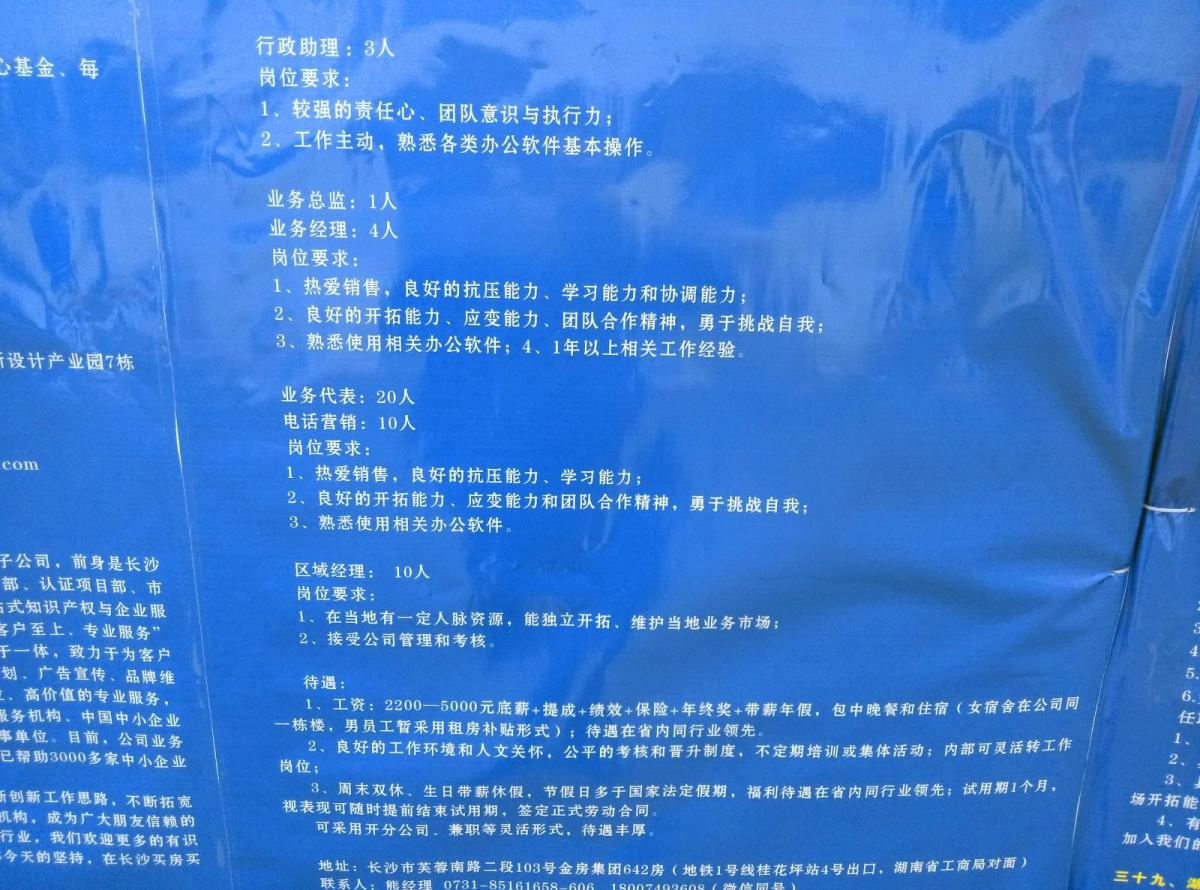 心基金、每
设计产业园7栋
.com
子公司，前身是长沙
部、认证项目部、市
站式知识产权与企业服
客户至上、专业服务”
于一体，致力于为客户
划、广告宣传、品牌维
高价值的专业服务，
服务机构、中国中小企业
事单位。目前，公司业务
已帮助3000多家中小企业
新创新工作思路，不断拓宽
机构，成为广大朋友信赖的
行业，我们欢迎更多的有识
今天的坚持，在长沙买房买
行政助理：3人
岗位要求：
1、较强的责任心、团队意识与执行力；
2、工作主动，熟悉各类办公软件基本操作。
业务总监：1人
业务经理：4人
岗位要求：
1、热爱销售，良好的抗压能力、学习能力和协调能力；
2、良好的开拓能力、应变能力、团队合作精神，勇于挑战自我；
3、熟悉使用相关办公软件；4、1年以上相关工作经验。
业务代表：20人
电话营销：10人
岗位要求：
1、热爱销售，良好的抗压能力、学习能力；
2、良好的开拓能力、应变能力和团队合作精神，勇于挑战自我；
3、熟悉使用相关办公软件。
区域经理： 10人
岗位要求：
1、在当地有一定人脉资源，能独立开拓、维护当地业务市场；
2、接受公司管理和考核。
待遇：
1、工资：2200—5000元底薪+提成+绩效+保险+年终奖+带薪年假，包中晚餐和住宿（女宿舍在公司同
一栋楼，男员工暂采用租房补贴形式）；待遇在省内同行业领先。
2、良好的工作环境和人文关怀，公平的考核和晋升制度，不定期培训或集体活动；内部可灵活转工作
岗位；
3、周末双休、生日带薪休假，节假日多于国家法定假期，福利待遇在省内同行业领先；试用期1个月，
视表现可随时提前结束试用期，签定正式劳动合同。
可采用开分公司、兼职等灵活形式，待遇丰厚。
地址：长沙市芙蓉南路二段103号金房集团642房（地铁1号线桂花坪站4号出口，湖南省工商局对面）
联系人：熊经理 0731-85161658-606 18007493608（微信同号）
3
4
5.
6.
任
1、
2、
3、
场开拓能
4、有
加入我们的
三十九、